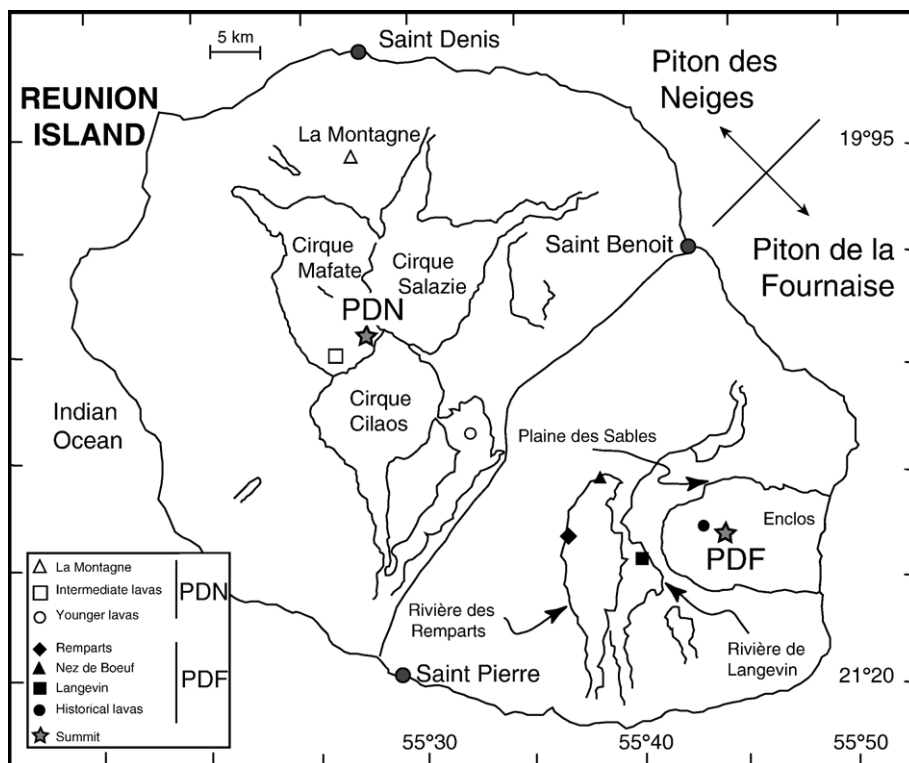 5 km
Saint Denis
REUNION
ISLAND
Piton des
Neiges
La Montagne
19°95
Cirque
Mafate
Cirque
Salazie
Saint Benoit
Piton de la
Fournaise
PDN
Cirque
Cilaos
Indian
Ocean
Plaine des Sables
Enclos
PDF
La Montagne
Intermediate lavas
Younger lavas
PDN
Remparts
Nez de Boeuf
Langevin
Historical lavas
PDF
Summit
Rivière des
Remparts
Rivière de
Langevin
Saint Pierre
21°20
55°30
55°40
55°50